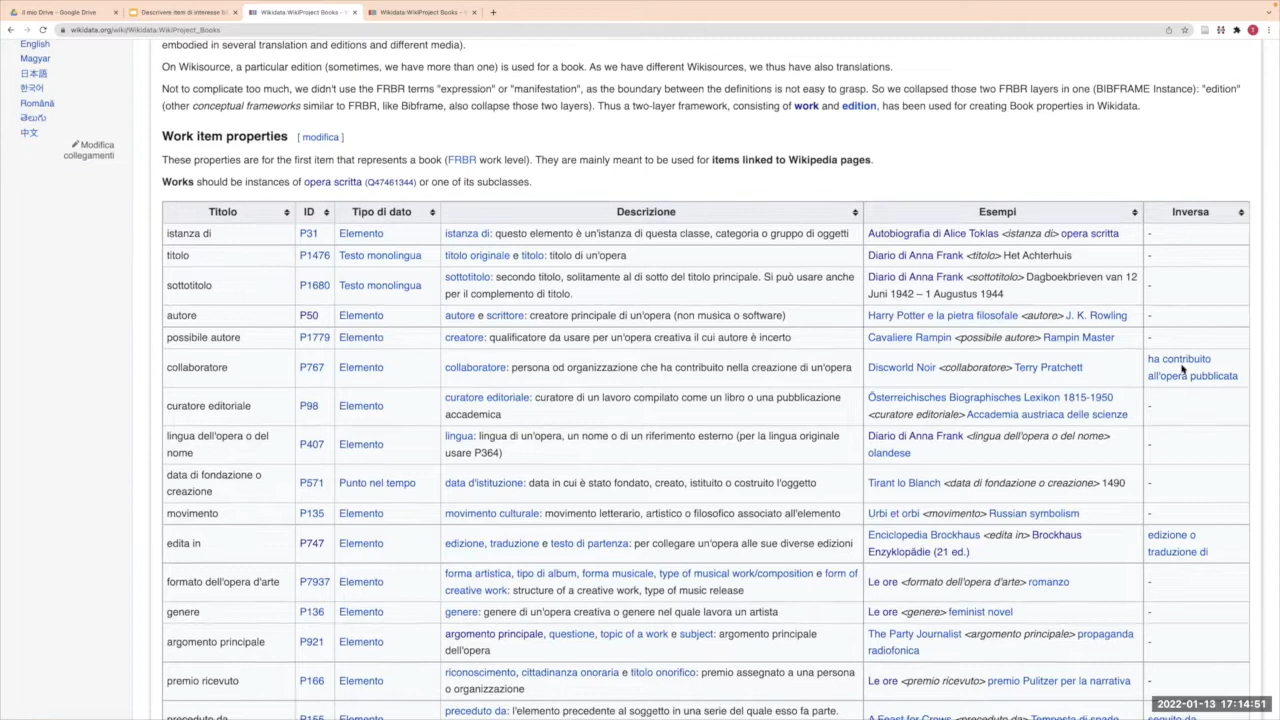 Il mio Drive – Google Drive
Descrivere item di interesse bi
Wikidata:WikiProject Books - V
Wikidata:WikiProject Books - V
wikidata.org/wiki/Wikidata:WikiProject_Books
English
Magyar
日本語
한국어
Română
తెలుగు
中文
Modifica
collegamenti
embodied in several translation and editions and different media).
On Wikisource, a particular edition (sometimes, we have more than one) is used for a book. As we have different Wikisources, we thus have also translations.
Not to complicate too much, we didn't use the FRBR terms "expression" or "manifestation", as the boundary between the definitions is not easy to grasp. So we collapsed those two FRBR layers in one (BIBFRAME Instance): "edition"
(other conceptual frameworks similar to FRBR, like Bibframe, also collapse those two layers). Thus a two-layer framework, consisting of work and edition, has been used for creating Book properties in Wikidata.
Work item properties [ modifica ]
These properties are for the first item that represents a book (FRBR work level). They are mainly meant to be used for items linked to Wikipedia pages.
Works should be instances of opera scritta (Q47461344) or one of its subclasses.
Titolo ID Tipo di dato Descrizione Esempi Inversa
istanza di P31 Elemento istanza di: questo elemento è un'istanza di questa classe, categoria o gruppo di oggetti Autobiografia di Alice Toklas <istanza di> opera scritta -
titolo P1476 Testo monolingua titolo originale e titolo: titolo di un'opera Diario di Anna Frank <titolo> Het Achterhuis -
sottotitolo P1680 Testo monolingua sottotitolo: secondo titolo, solitamente al di sotto del titolo principale. Si può usare anche
per il complemento di titolo. Diario di Anna Frank <sottotitolo> Dagboekbrieven van 12
Juni 1942 – 1 Augustus 1944 -
autore P50 Elemento autore e scrittore: creatore principale di un'opera (non musica o software) Harry Potter e la pietra filosofale <autore> J. K. Rowling -
possibile autore P1779 Elemento creatore: qualificatore da usare per un'opera creativa il cui autore è incerto Cavaliere Rampin <possibile autore> Rampin Master -
collaboratore P767 Elemento collaboratore: persona od organizzazione che ha contribuito nella creazione di un'opera Discworld Noir <collaboratore> Terry Pratchett ha contribuito
all'opera pubblicata
curatore editoriale P98 Elemento curatore editoriale: curatore di un lavoro compilato come un libro o una pubblicazione
accademica Österreichisches Biographisches Lexikon 1815-1950
<curatore editoriale> Accademia austriaca delle scienze -
lingua dell'opera o del
nome P407 Elemento lingua: lingua di un'opera, un nome o di un riferimento esterno (per la lingua originale
usare P364) Diario di Anna Frank <lingua dell'opera o del nome>
olandese -
data di fondazione o
creazione P571 Punto nel tempo data d'istituzione: data in cui è stato fondato, creato, istituito o costruito l'oggetto Tirant lo Blanch <data di fondazione o creazione> 1490 -
movimento P135 Elemento movimento culturale: movimento letterario, artistico o filosofico associato all'elemento Urbi et orbi <movimento> Russian symbolism -
edita in P747 Elemento edizione, traduzione e testo di partenza: per collegare un'opera alle sue diverse edizioni Enciclopedia Brockhaus <edita in> Brockhaus
Enzyklopädie (21 ed.) edizione o
traduzione di
formato dell'opera d'arte P7937 Elemento forma artistica, tipo di album, forma musicale, type of musical work/composition e form of
creative work: structure of a creative work, type of music release Le ore <formato dell'opera d'arte> romanzo -
genere P136 Elemento genere: genere di un'opera creativa o genere nel quale lavora un artista Le ore <genere> feminist novel -
argomento principale P921 Elemento argomento principale, questione, topic of a work e subject: argomento principale
dell'opera The Party Journalist <argomento principale> propaganda
radiofonica -
premio ricevuto P166 Elemento riconoscimento, cittadinanza onoraria e titolo onorifico: premio assegnato a una persona
o organizzazione Le ore <premio ricevuto> premio Pulitzer per la narrativa -
preceduto da P155 Elemento preceduto da: l'elemento precedente al soggetto in una serie del quale esso fa parte. A Feast for Crows <preceduto da> Tempesta di spade seguito da
2022-01-13 17:14:51